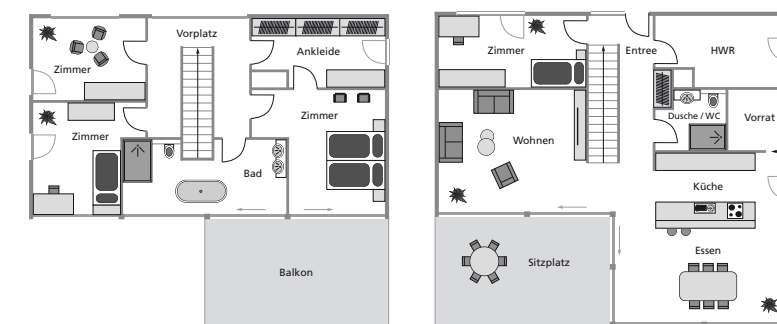 Vorplatz
Ankleide
Zimmer
Zimmer
Zimmer
Bad
Balkon
Zimmer
Entree
HWR
Dusche / WC
Vorrat
Wohnen
Küche
Essen
Sitzplatz